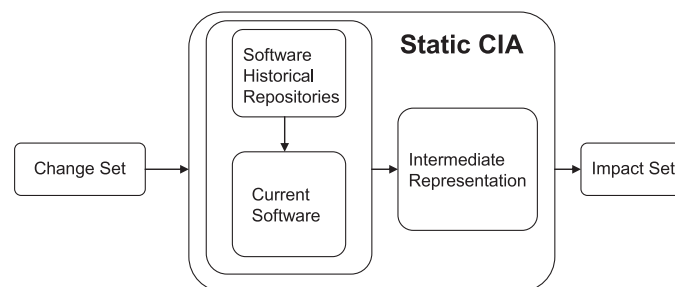 Static CIA
Software
Historical
Repositories
Change Set
Current
Software
Intermediate
Representation
Impact Set